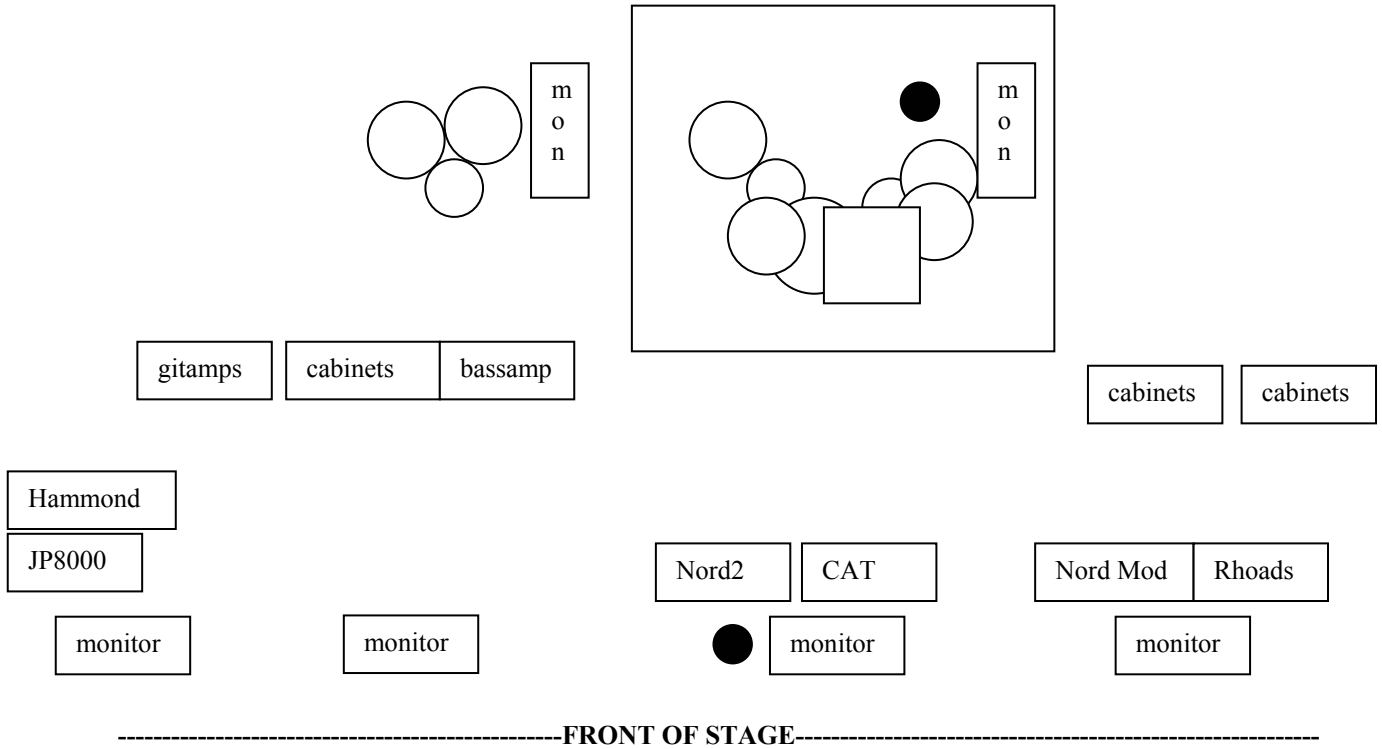 m
o
n
m
o
n
gitamps
cabinets
bassamp
cabinets
cabinets
Hammond
JP8000
Nord2
CAT
Nord Mod
Rhoads
monitor
monitor
monitor
monitor
FRONT OF STAGE